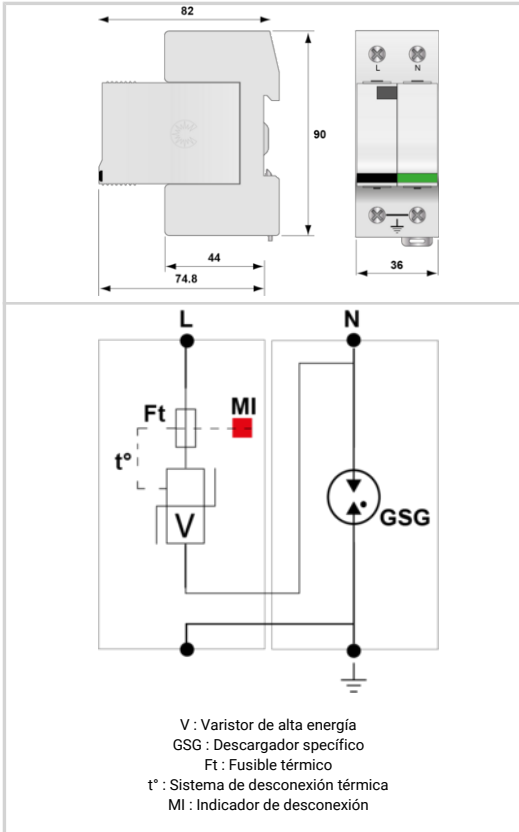 82
L N
90
44
74.8
36
L N
Ft MI
t°
V
GSG
V : Varistor de alta energía
GSG : Descargador específico
Ft : Fusible térmico
t° : Sistema de desconexión térmica
MI : Indicador de desconexión